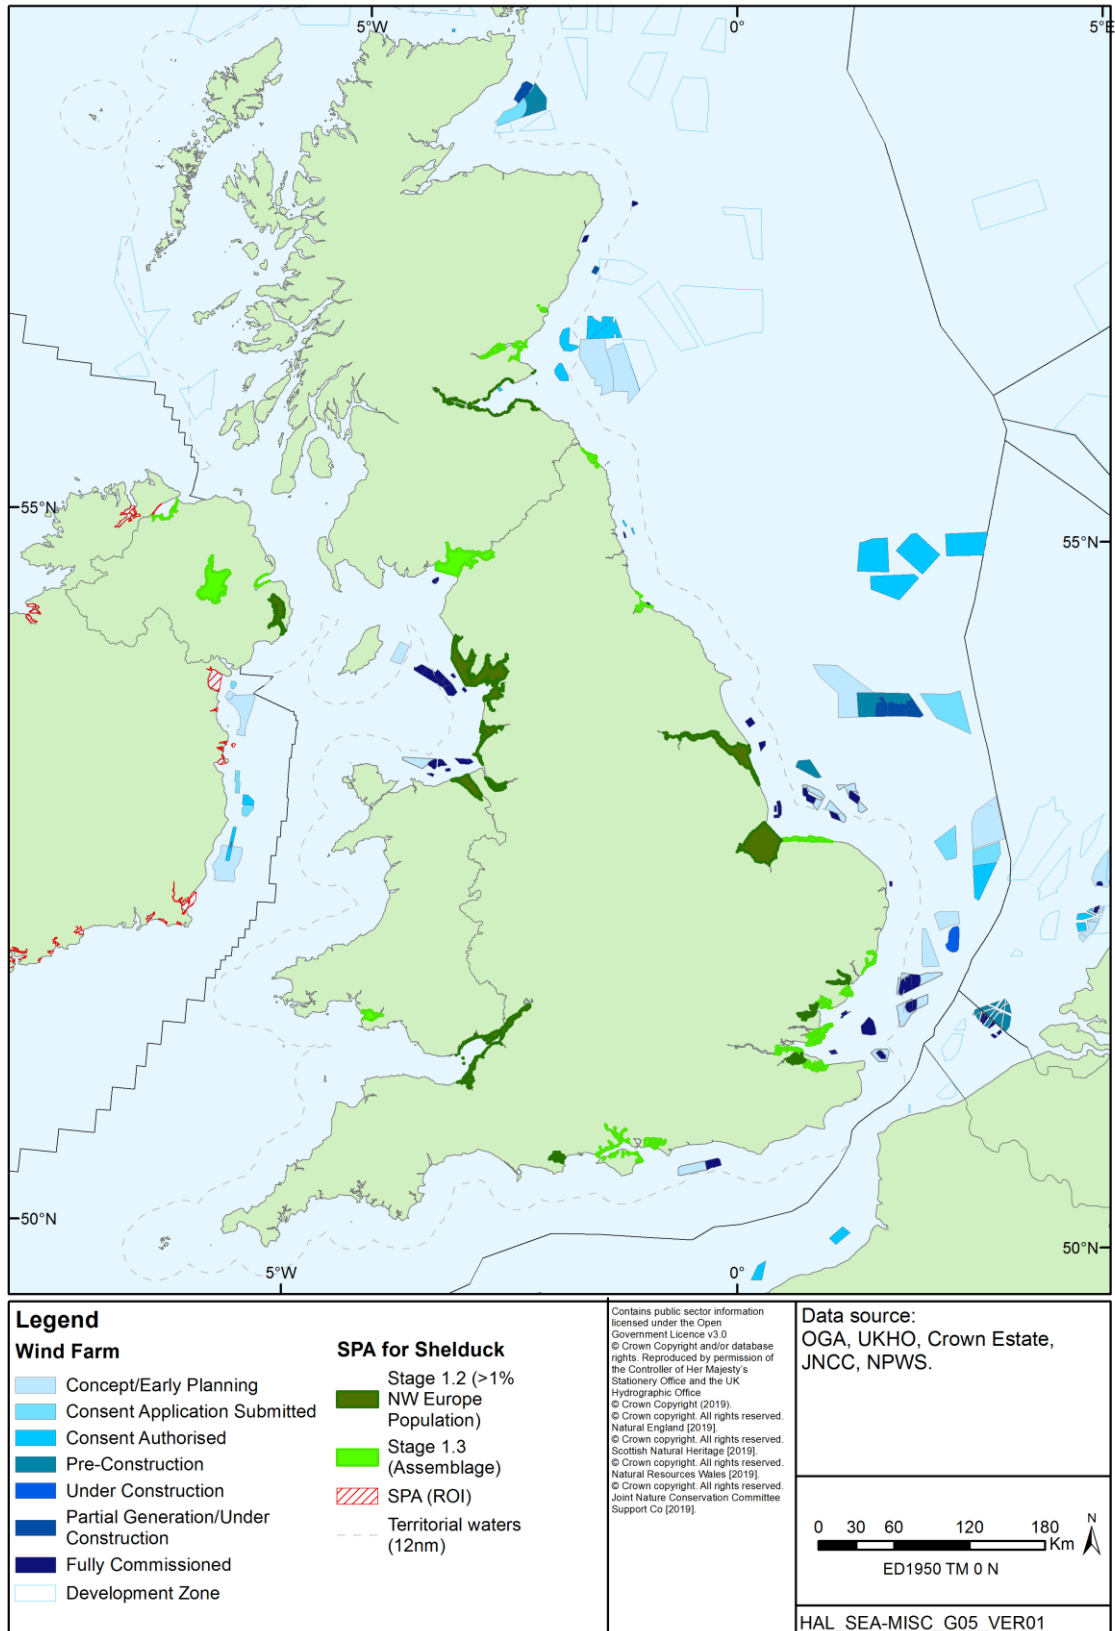 5°W
0°
5°E
55°N
55°N
50°N
50°N
5°W
0°
Legend
Wind Farm
Concept/Early Planning
Consent Application Submitted
Consent Authorised
Pre-Construction
Under Construction
Partial Generation/Under
Construction
Fully Commissioned
Development Zone
SPA for Shelduck
Stage 1.2 (>1%
NW Europe
Population)
Stage 1.3
(Assemblage)
SPA (ROI)
Territorial waters
(12nm)
Contains public sector information
licensed under the Open
Government Licence v3.0
© Crown Copyright and/or database
rights. Reproduced by permission of
the Controller of Her Majesty's
Stationery Office and the UK
Hydrographic Office
© Crown Copyright (2019).
© Crown copyright. All rights reserved.
Natural England [2019].
© Crown copyright. All rights reserved.
Scottish Natural Heritage [2019].
© Crown copyright. All rights reserved.
Natural Resources Wales [2019].
© Crown copyright. All rights reserved.
Joint Nature Conservation Committee
Support Co [2019].
Data source:
OGA, UKHO, Crown Estate,
JNCC, NPWS.
0 30 60 120 180
Km
N
ED1950 TM 0 N
HAL_SEA-MISC_G05_VER01